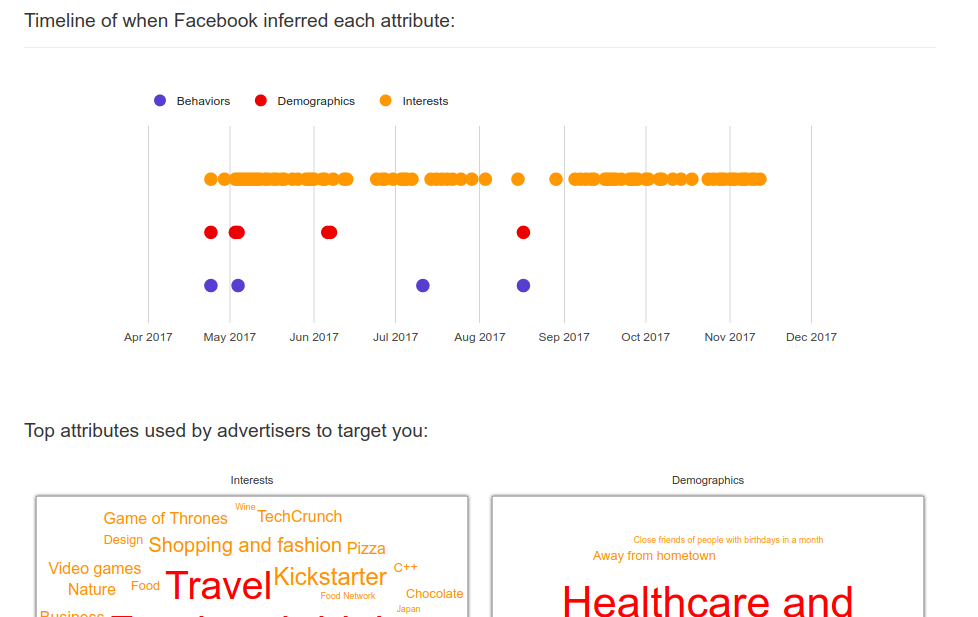 Timeline of when Facebook inferred each attribute:
Behaviors Demographics Interests
Apr 2017 May 2017 Jun 2017 Jul 2017 Aug 2017 Sep 2017 Oct 2017 Nov 2017 Dec 2017
Top attributes used by advertisers to target you:
Interests
Wine
Game of Thrones TechCrunch
Design Shopping and fashion Pizza
Video games Kickstarter C++
Nature Food Travel
Food Network Chocolate
Japan
Business
Demographics
Close friends of people with birthdays in a month
Away from hometown
Healthcare and